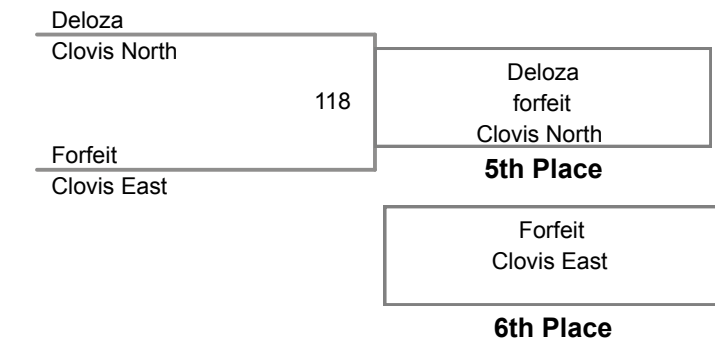 Deloza
Clovis North
118
Forfeit
Clovis East
Deloza
forfeit
Clovis North
5th Place
Forfeit
Clovis East
6th Place